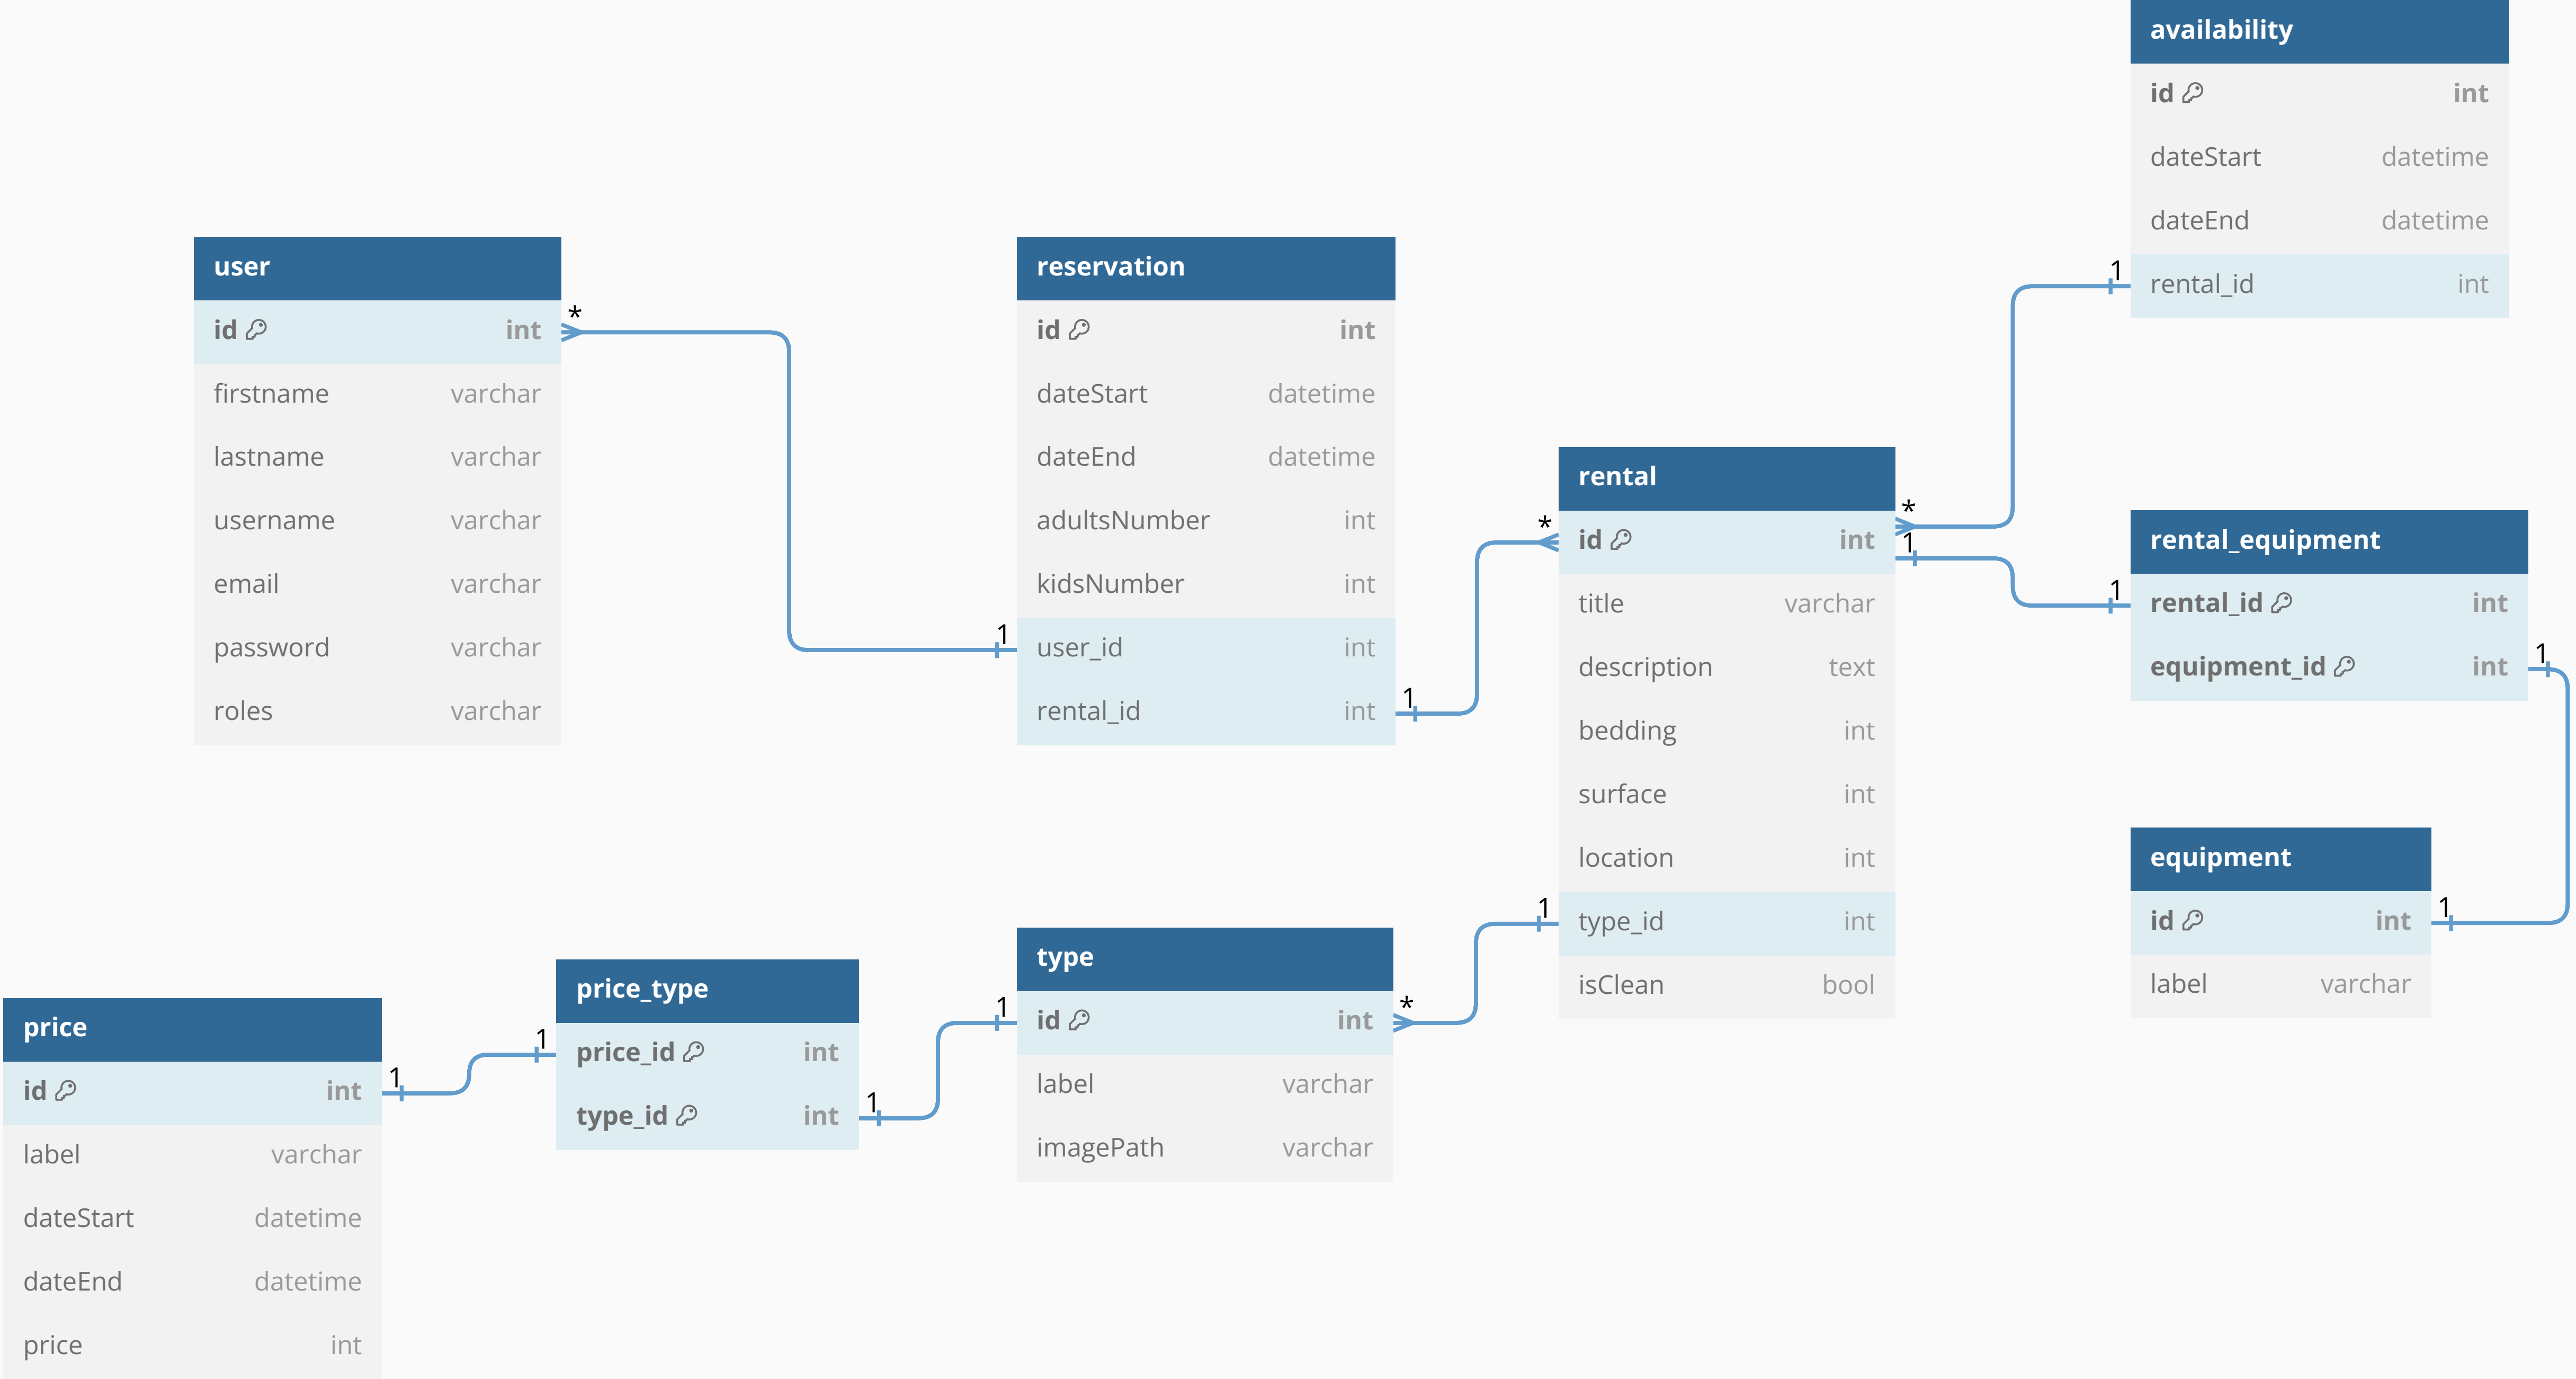 availability
id int
dateStart datetime
dateEnd datetime
1 rental_id int
user
id int *
firstname varchar
lastname varchar
username varchar
email varchar
password varchar
roles varchar
reservation
id int
dateStart datetime
dateEnd datetime
adultsNumber int
kidsNumber int
1 user_id int
rental_id int 1
rental
* id int * 1
title varchar
description text
bedding int
surface int
location int
1 type_id int
isClean bool
rental_equipment
1 rental_id int
equipment_id int 1
equipment
id int 1
label varchar
price
id int 1
label varchar
dateStart datetime
dateEnd datetime
price int
price_type
1 price_id int
type_id int 1
type
1 id int *
label varchar
imagePath varchar